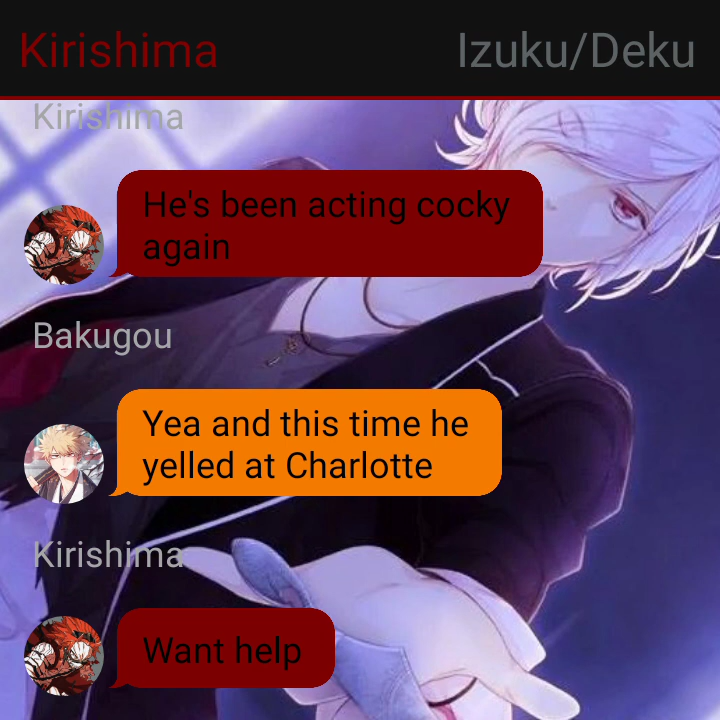 Kirishima
Izuku/Deku
Kirishima
He's been acting cocky
again
Bakugou
Yea and this time he
yelled at Charlotte
Kirishima
Want help